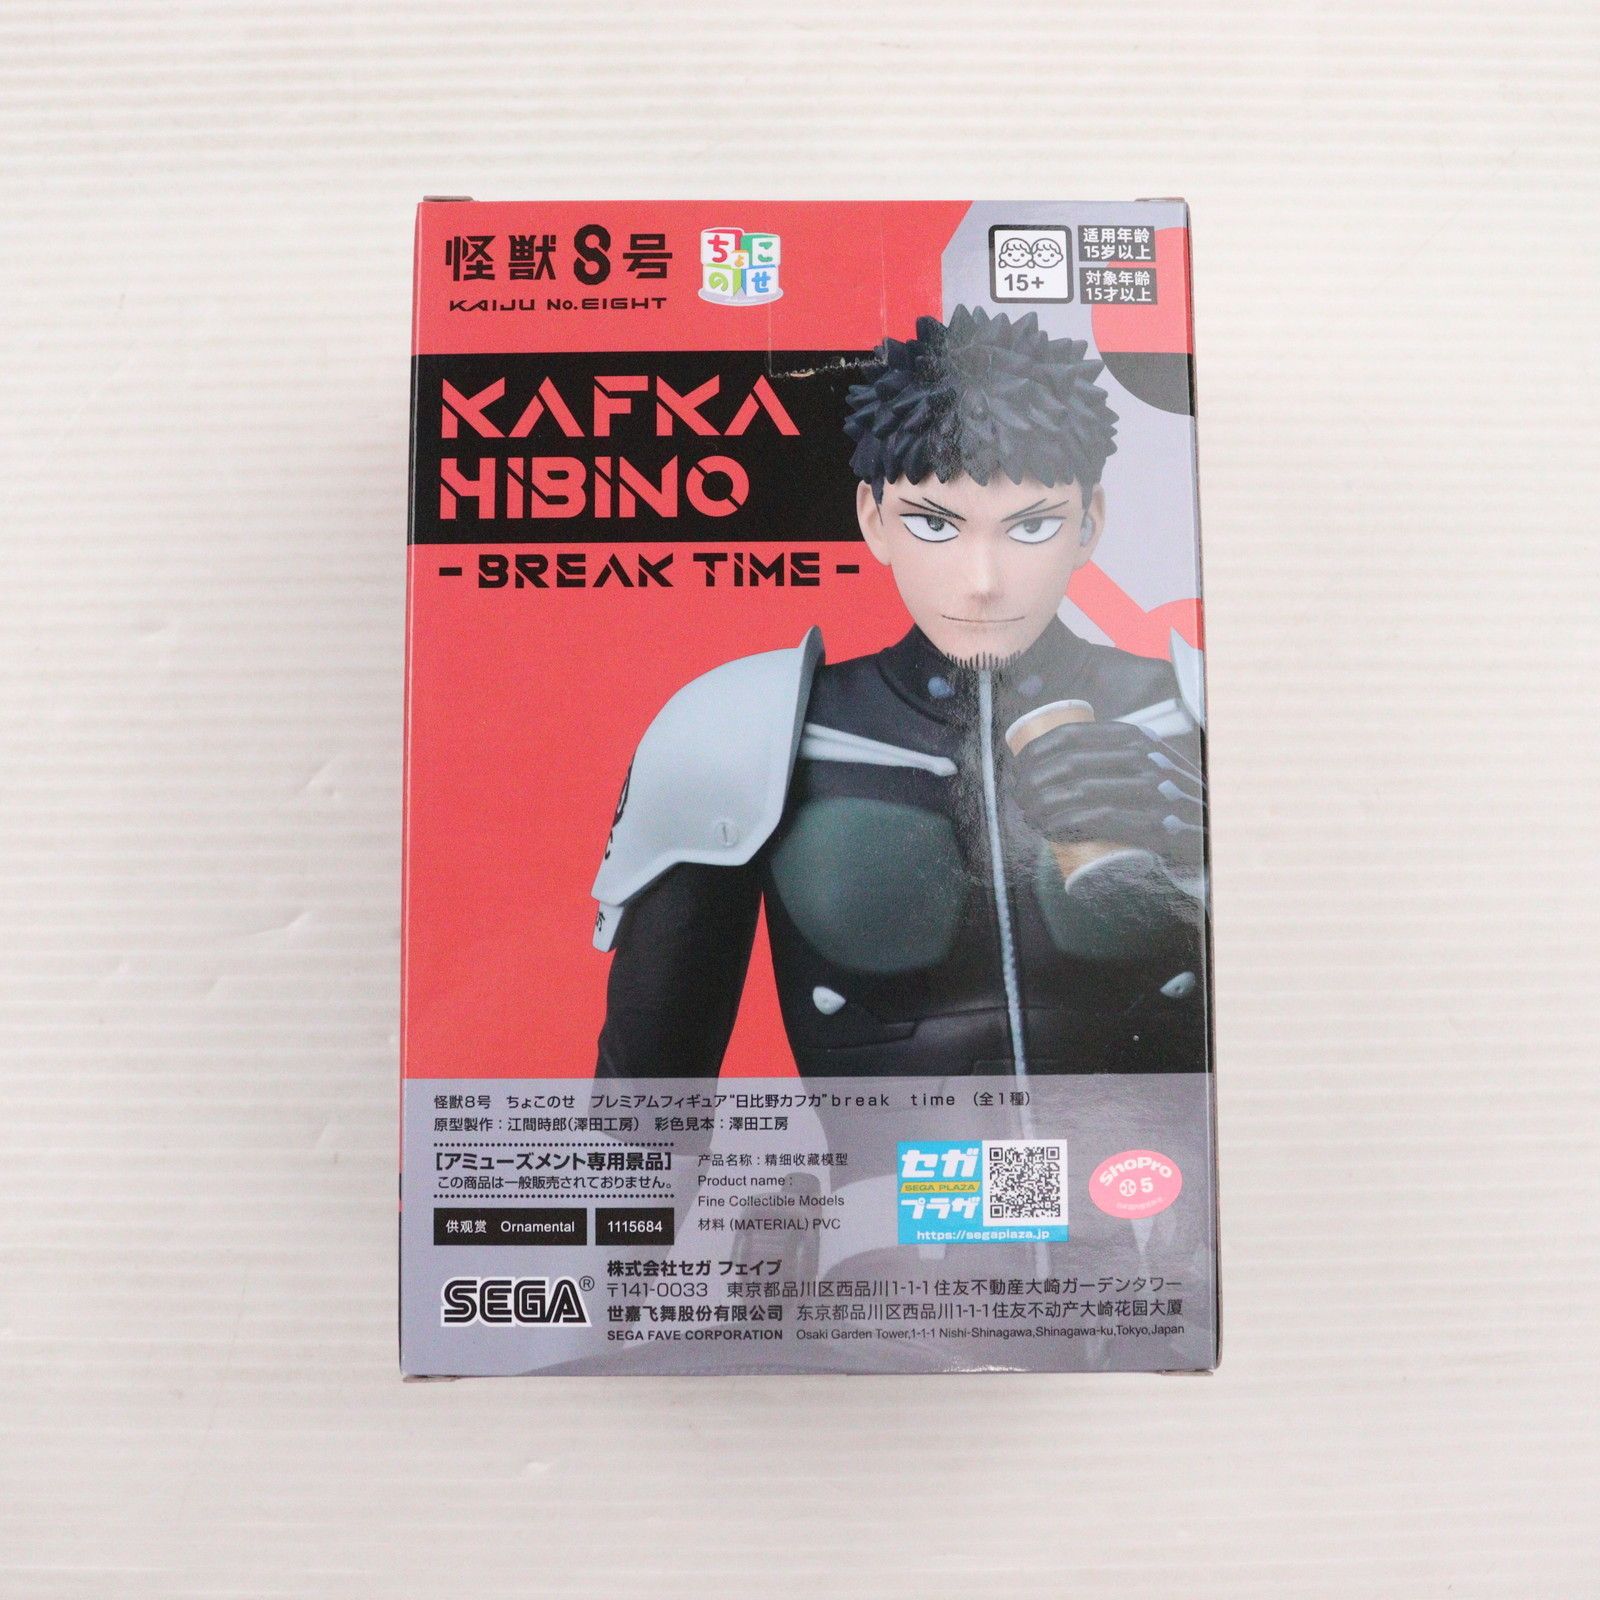 怪獣8号
KAIJU No. EIGHT
ちょこ
のせ
15+
适用年龄
15岁以上
対象年齢
15才以上
KAFKA
HIBINO
- BREAK TIME -
怪獣8号 ちょこのせ プレミアムフィギュア"日比野カフカ"break time (全1種)
原型製作:江間時郎(澤田工房) 彩色見本:澤田工房
[アミューズメント専用景品]
この商品は一般販売されておりません。
供观赏 Ornamental
1115684
产品名称:精细收藏模型
Product name :
Fine Collectible Models
材料 (MATERIAL) PVC
セガ
SEGA PLAZA
プラザ
https://segaplaza.jp
ShoPro
小 5
SEGA®
株式会社セガ フェイブ
〒141-0033 東京都品川区西品川1-1-1 住友不動産大崎ガーデンタワー
世嘉飞舞股份有限公司 东京都品川区西品川1-1-1住友不动产大崎花园大厦
SEGA FAVE CORPORATION Osaki Garden Tower,1-1-1 Nishi-Shinagawa,Shinagawa-ku,Tokyo,Japan